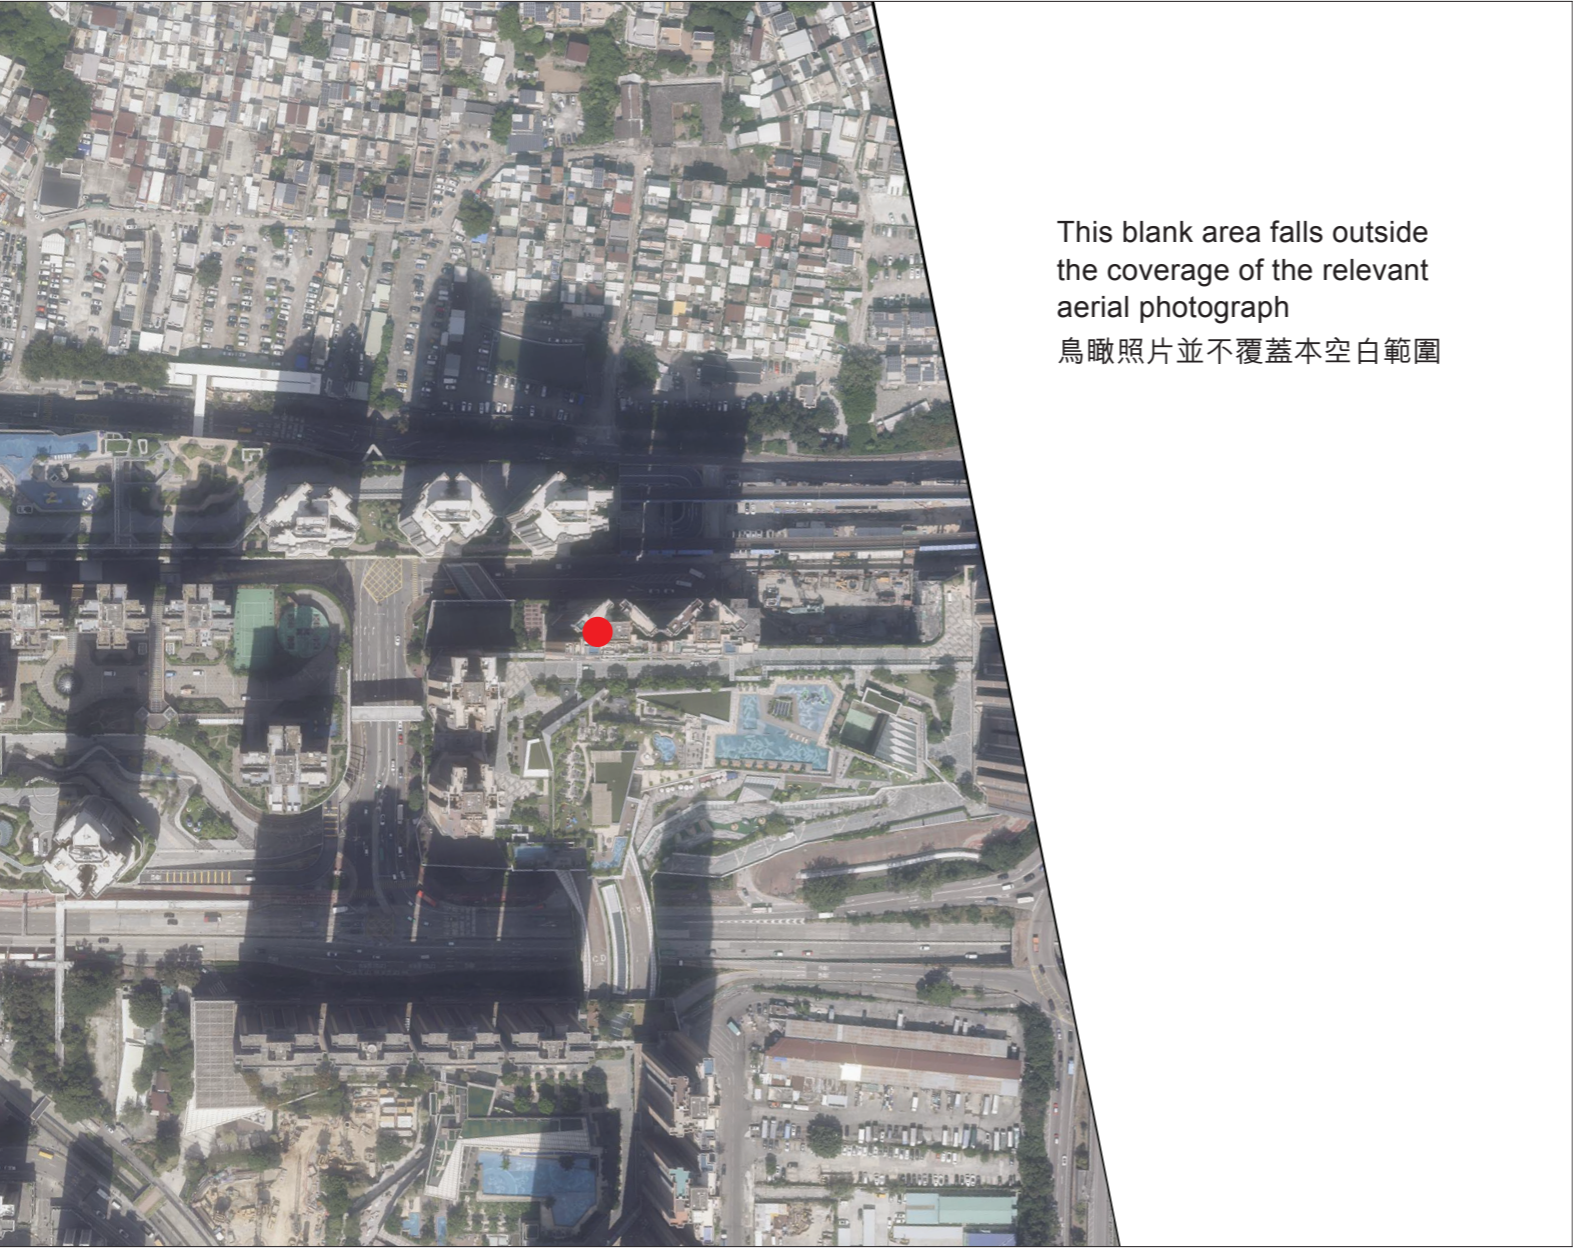 This blank area falls outside
the coverage of the relevant
aerial photograph
鳥瞰照片並不覆蓋本空白範圍